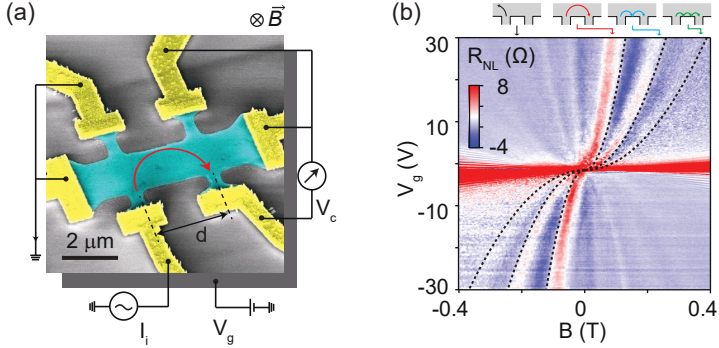 (a)
⊗ B⃗
V_c
d
2 μm
I_i
V_g
(b)
R_NL (Ω)
8
-4
V_g (V)
30
10
-10
-30
-0.4
0
0.4
B (T)